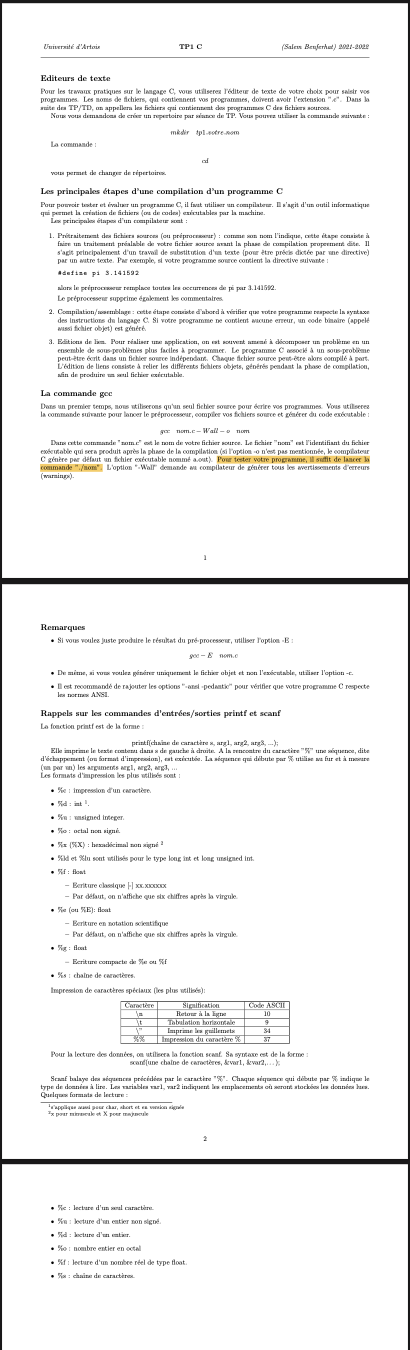 Université d'Artois TP1 C (Salem Benferhat) 2021-2022
Editeurs de texte
Pour les travaux pratiques sur le langage C, vous utiliserez l'éditeur de texte de votre choix pour saisir vos
programmes. Les noms de fichiers, qui contiennent vos programmes, doivent avoir l'extension ".c". Dans la
suite des TP/TD, on appellera les fichiers qui contiennent des programmes C des fichiers sources.
Nous vous demandons de créer un repertoire par séance de TP. Vous pouvez utiliser la commande suivante :
mkdir tp1.votre.nom
La commande :
cd
vous permet de changer de répertoires.
Les principales étapes d'une compilation d'un programme C
Pour pouvoir tester et évaluer un programme C, il faut utiliser un compilateur. Il s'agit d'un outil informatique
qui permet la création de fichiers (ou de codes) exécutables par la machine.
Les principales étapes d'un compilateur sont :
1. Prétraitement des fichiers sources (ou préprocesseur) : comme son nom l'indique, cette étape consiste à
faire un traitement préalable de votre fichier source avant la phase de compilation proprement dite. Il
s'agit principalement d'un travail de substitution d'un texte (pour être précis dictée par une directive)
par un autre texte. Par exemple, si votre programme source contient la directive suivante :
#define pi 3.141592
alors le préprocesseur remplace toutes les occurrences de pi par 3.141592.
Le préprocesseur supprime également les commentaires.
2. Compilation/assemblage : cette étape consiste d'abord à vérifier que votre programme respecte la syntaxe
des instructions du langage C. Si votre programme ne contient aucune erreur, un code binaire (appelé
aussi fichier objet) est généré.
3. Editions de lien. Pour réaliser une application, on est souvent amené à décomposer un problème en un
ensemble de sous-problèmes plus faciles à programmer. Le programme C associé à un sous-problème
peut-être écrit dans un fichier source indépendant. Chaque fichier source peut-être alors compilé à part.
L'édition de liens consiste à relier les différents fichiers objets, générés pendant la phase de compilation,
afin de produire un seul fichier exécutable.
La commande gcc
Dans un premier temps, nous utiliserons qu'un seul fichier source pour écrire vos programmes. Vous utiliserez
la commande suivante pour lancer le préprocesseur, compiler vos fichiers source et générer du code exécutable :
gcc nom.c − Wall − o nom
Dans cette commande "nom.c" est le nom de votre fichier source. Le fichier "nom" est l'identifiant du fichier
exécutable qui sera produit après la phase de la compilation (si l'option -o n'est pas mentionnée, le compilateur
C génère par défaut un fichier exécutable nommé a.out). Pour tester votre programme, il suffit de lancer la
commande "./nom". L'option "-Wall" demande au compilateur de générer tous les avertissements d'erreurs
(warnings).
1
Remarques
• Si vous voulez juste produire le résultat du pré-processeur, utiliser l'option -E :
gcc − E nom.c
• De même, si vous voulez générer uniquement le fichier objet et non l'exécutable, utiliser l'option -c.
• Il est recommandé de rajouter les options "-ansi -pedantic" pour vérifier que votre programme C respecte
les normes ANSI.
Rappels sur les commandes d'entrées/sorties printf et scanf
La fonction printf est de la forme :
printf(chaîne de caractère s, arg1, arg2, arg3, ...);
Elle imprime le texte contenu dans s de gauche à droite. A la rencontre du caractère "%" une séquence, dite
d'échappement (ou format d'impression), est exécutée. La séquence qui débute par % utilise au fur et à mesure
(un par un) les arguments arg1, arg2, arg3, ...
Les formats d'impression les plus utilisés sont :
• %c : impression d'un caractère.
• %d : int 1.
• %u : unsigned integer.
• %o : octal non signé.
• %x (%X) : hexadécimal non signé 2
• %ld et %lu sont utilisés pour le type long int et long unsigned int.
• %f : float
– Ecriture classique [-] xx.xxxxxx
– Par défaut, on n'affiche que six chiffres après la virgule.
• %e (ou %E): float
– Ecriture en notation scientifique
– Par défaut, on n'affiche que six chiffres après la virgule.
• %g : float
– Ecriture compacte de %e ou %f
• %s : chaîne de caractères.
Impression de caractères spéciaux (les plus utilisés):
Caractère Signification Code ASCII
\n Retour à la ligne 10
\t Tabulation horizontale 9
\" Imprime les guillemets 34
%% Impression du caractère % 37
Pour la lecture des données, on utilisera la fonction scanf. Sa syntaxe est de la forme :
scanf(une chaîne de caractères, &var1, &var2,...);
Scanf balaye des séquences précédées par le caractère "%". Chaque séquence qui débute par % indique le
type de données à lire. Les variables var1, var2 indiquent les emplacements où seront stockées les données lues.
Quelques formats de lecture :
1s'applique aussi pour char, short et en version signée
2x pour minuscule et X pour majuscule
2
• %c : lecture d'un seul caractère.
• %u : lecture d'un entier non signé.
• %d : lecture d'un entier.
• %o : nombre entier en octal
• %f : lecture d'un nombre réel de type float.
• %s : chaîne de caractères.